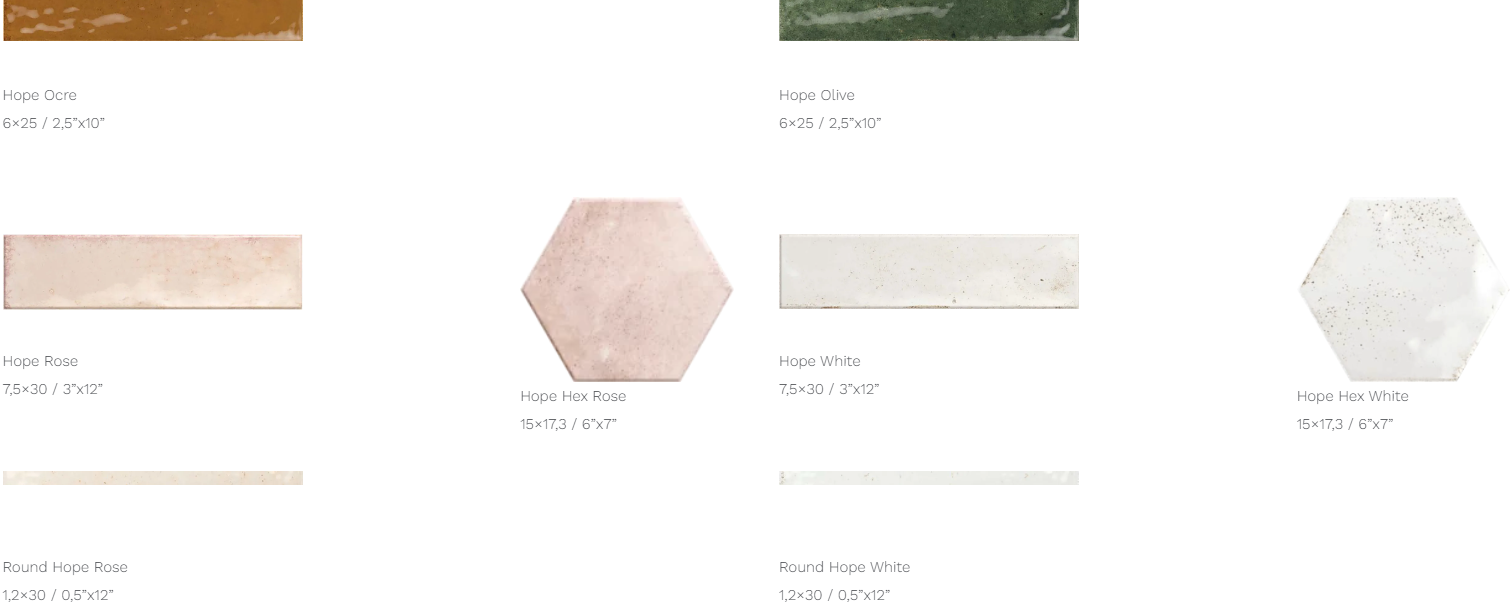 Hope Ocre
6×25 / 2,5”x10”
Hope Olive
6×25 / 2,5”x10”
Hope Rose
7,5×30 / 3”x12”
Hope Hex Rose
15×17,3 / 6”x7”
Hope White
7,5×30 / 3”x12”
Hope Hex White
15×17,3 / 6”x7”
Round Hope Rose
1,2×30 / 0,5”x12”
Round Hope White
1,2×30 / 0,5”x12”